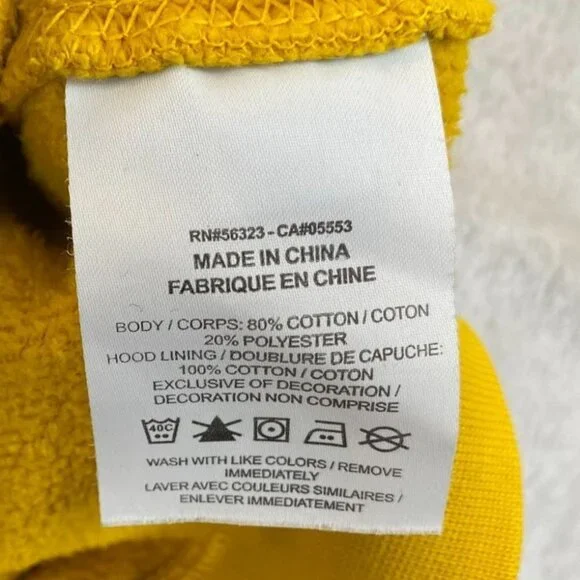 RN#56323 - CA#05553
MADE IN CHINA
FABRIQUE EN CHINE
BODY / CORPS: 80% COTTON / COTON
20% POLYESTER
HOOD LINING / DOUBLURE DE CAPUCHE:
100% COTTON / COTON
EXCLUSIVE OF DECORATION /
DECORATION NON COMPRISE
40C
WASH WITH LIKE COLORS / REMOVE
IMMEDIATELY
LAVER AVEC COULEURS SIMILAIRES /
ENLEVER IMMEDIATEMENT